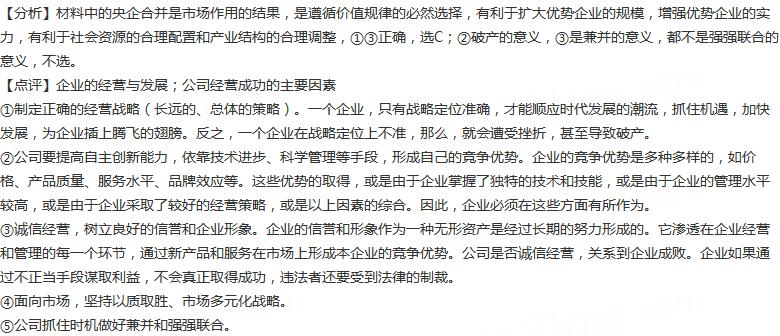 【分析】材料中的央企合并是市场作用的结果，是遵循价值规律的必然选择，有利于扩大优势企业的规模，增强优势企业的实
力，有利于社会资源的合理配置和产业结构的合理调整，①③正确，选C；②破产的意义，③是兼并的意义，都不是强强联合的
意义，不选。
【点评】企业的经营与发展；公司经营成功的主要因素
①制定正确的经营战略（长远的、总体的策略）。一个企业，只有战略定位准确，才能顺应时代发展的潮流，抓住机遇，加快
发展，为企业插上腾飞的翅膀。反之，一个企业在战略定位上不准，那么，就会遭受挫折，甚至导致破产。
②公司要提高自主创新能力，依靠技术进步、科学管理等手段，形成自己的竞争优势。企业的竞争优势是多种多样的，如价
格、产品质量、服务水平、品牌效应等。这些优势的取得，或是由于企业掌握了独特的技术和技能，或是由于企业的管理水平
较高，或是由于企业采取了较好的经营策略，或是以上因素的综合。因此，企业必须在这些方面有所作为。
③诚信经营，树立良好的信誉和企业形象。企业的信誉和形象作为一种无形资产是经过长期的努力形成的。它渗透在企业经营
和管理的每一个环节，通过新产品和服务在市场上形成本企业的竞争优势。公司是否诚信经营，关系到企业成败。企业如果通
过不正当手段谋取利益，不会真正取得成功，违法者还要受到法律的制裁。
④面向市场，坚持以质取胜、市场多元化战略。
⑤公司抓住时机做好兼并和强强联合。